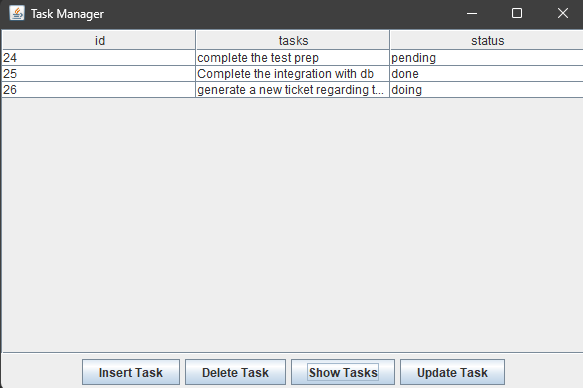 Task Manager
id tasks status
24 complete the test prep pending
25 Complete the integration with db done
26 generate a new ticket regarding t... doing
Insert Task Delete Task Show Tasks Update Task